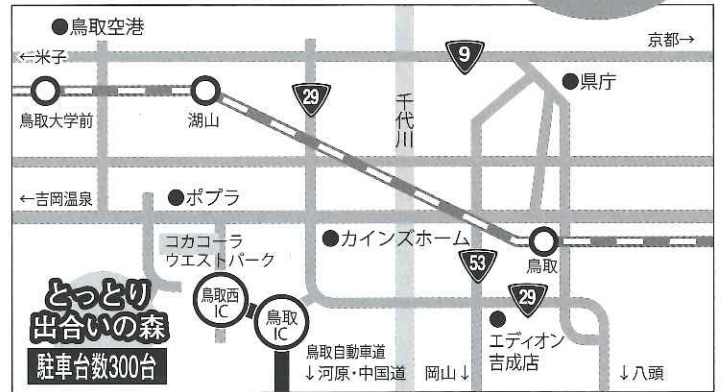 ●鳥取空港
←米子
9
京都→
●県庁
29
鳥取大学前
湖山
千代川
←吉岡温泉
●ポプラ
コカコーラ
ウエストパーク
●カインズホーム
53
鳥取
29
鳥取西
IC
鳥取
IC
とっとり
出合いの森
駐車台数300台
エディオン
吉成店
鳥取自動車道
↓河原・中国道
岡山↓
↓八頭